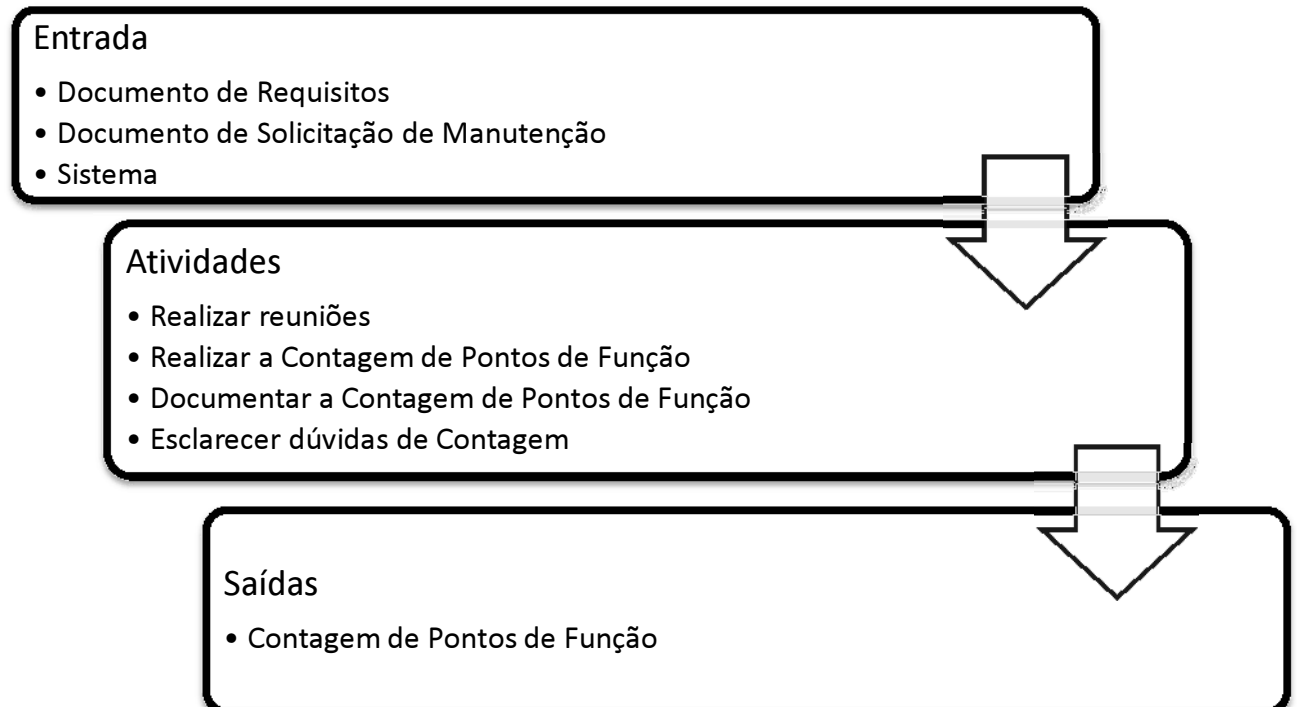 Entrada
• Documento de Requisitos
• Documento de Solicitação de Manutenção
• Sistema
Atividades
• Realizar reuniões
• Realizar a Contagem de Pontos de Função
• Documentar a Contagem de Pontos de Função
• Esclarecer dúvidas de Contagem
Saídas
• Contagem de Pontos de Função